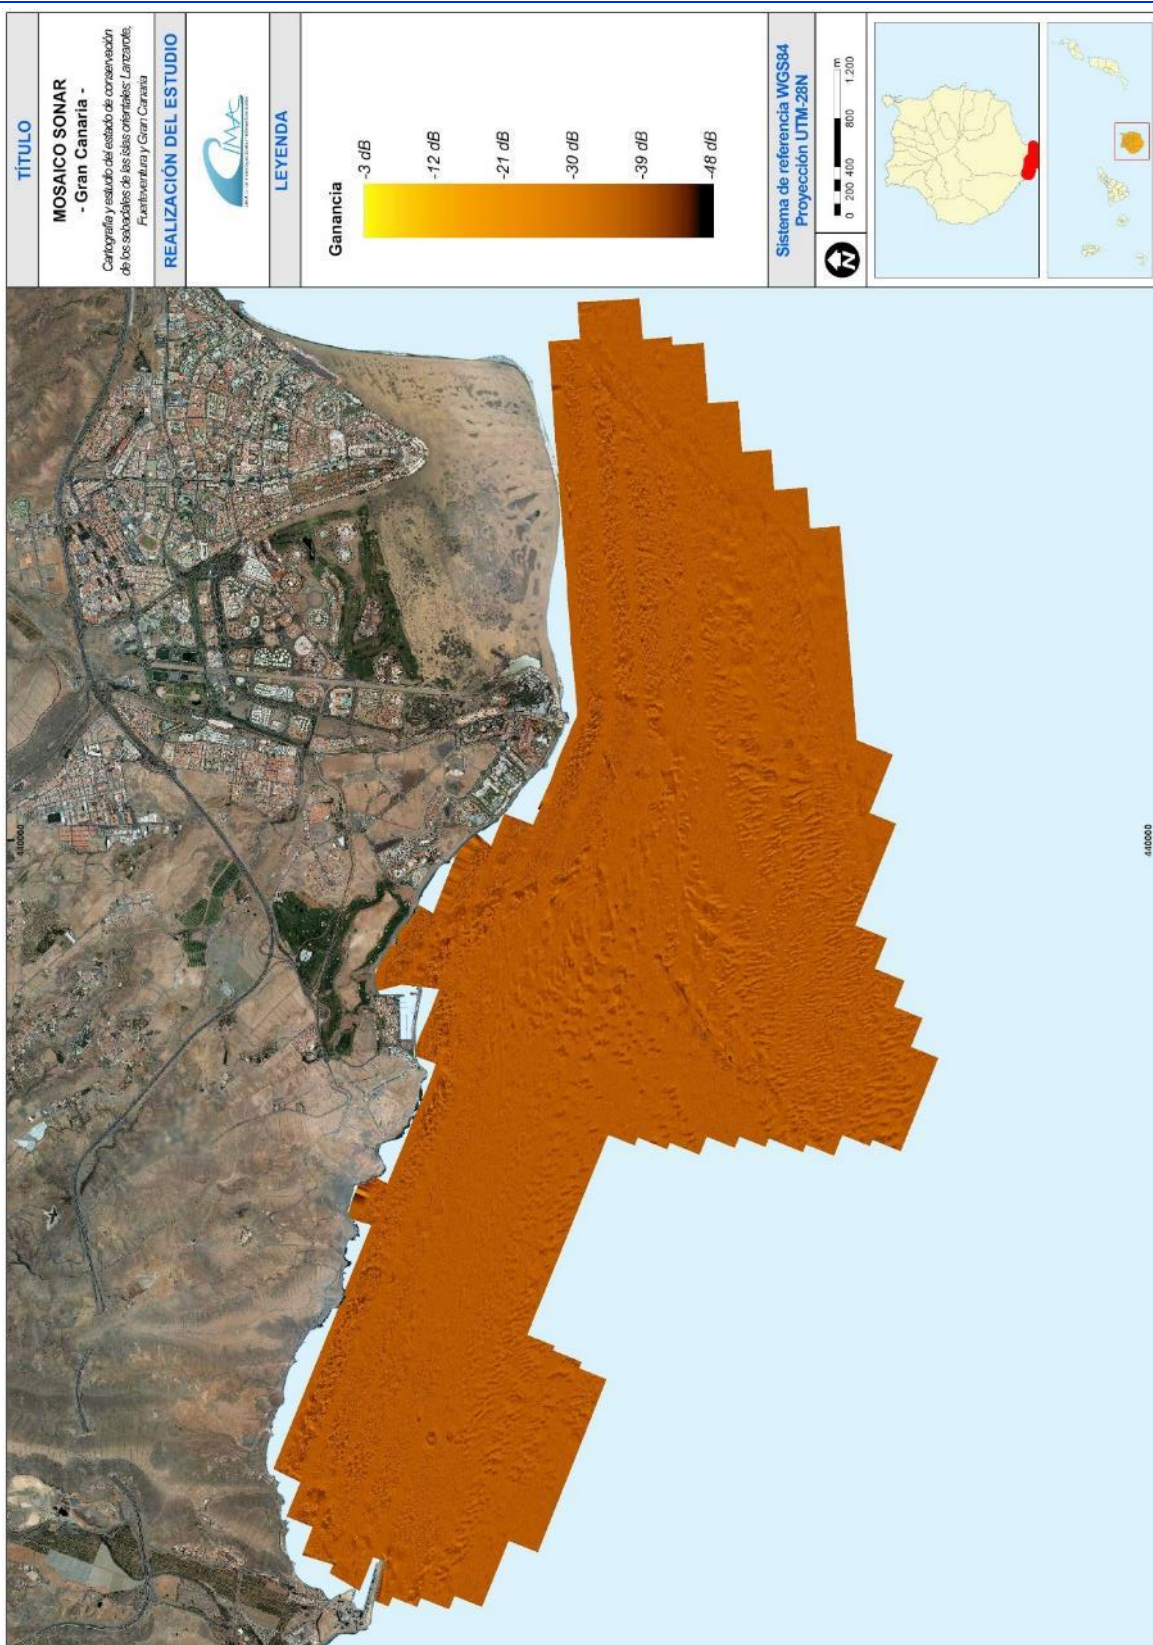 TÍTULO
MOSAICO SONAR
- Gran Canaria -
Cartografía y estudio del estado de conservación
de los sebadales de las islas orientales: Lanzarote,
Fuerteventura y Gran Canaria
REALIZACIÓN DEL ESTUDIO
CIMA
LEYENDA
Ganancia
-3 dB
-12 dB
-21 dB
-30 dB
-39 dB
-48 dB
Sistema de referencia WGS84
Proyección UTM-28N
N
0 200 400 800 1.200
m
440000
440000